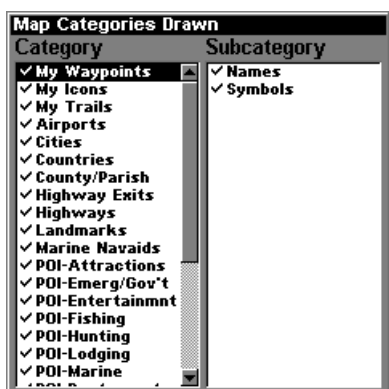 Map Categories Drawn
Category
Subcategory
My Waypoints
My Icons
My Trails
Airports
Cities
Countries
County/Parish
Highway Exits
Highways
Landmarks
Marine Navaids
POI-Attractions
POI-Emerg/Gov't
POI-Entertainmnt
POI-Fishing
POI-Hunting
POI-Lodging
POI-Marine
Names
Symbols